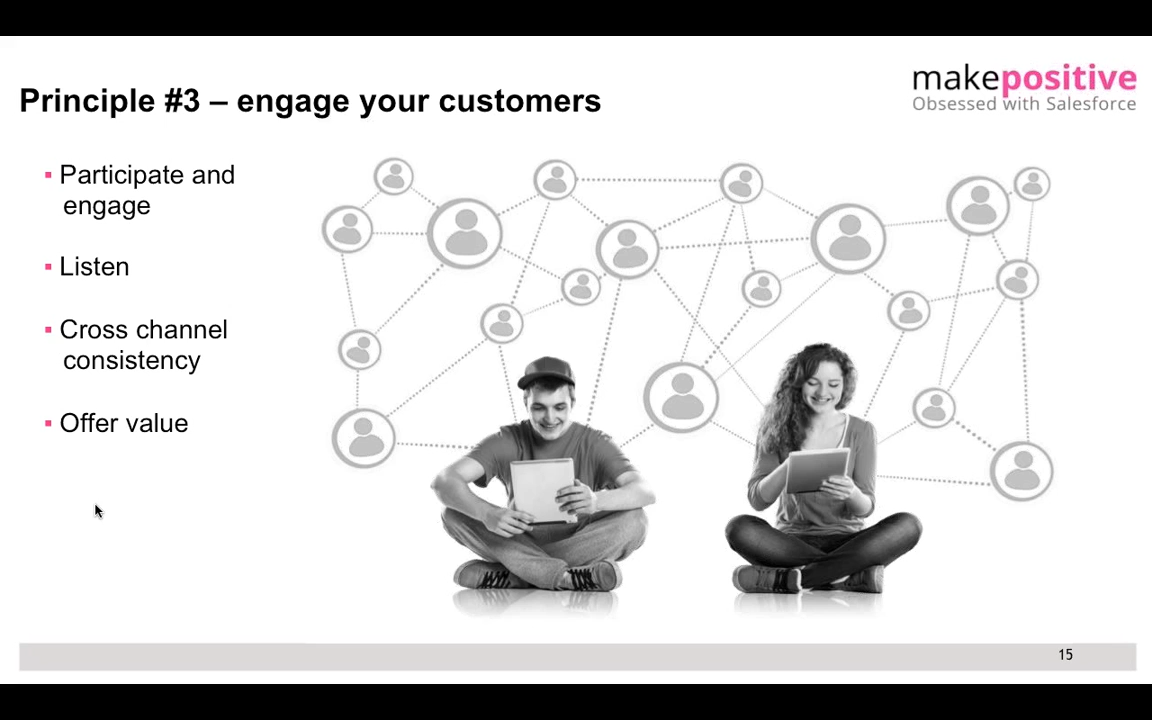 makepositive
Obsessed with Salesforce
Principle #3 – engage your customers
▪ Participate and
engage
▪ Listen
▪ Cross channel
consistency
▪ Offer value
15